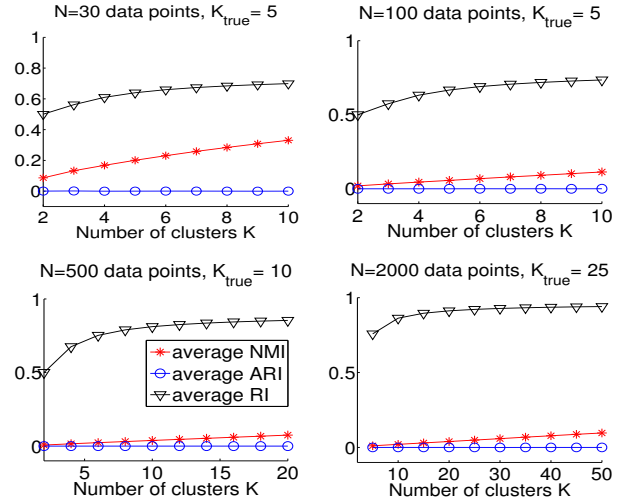 N=30 data points, K_true= 5
1
0.8
0.6
0.4
0.2
0
2 4 6 8 10
Number of clusters K
N=100 data points, K_true= 5
1
0.5
0
2 4 6 8 10
Number of clusters K
N=500 data points, K_true= 10
1
0.5
0
5 10 15 20
Number of clusters K
average NMI
average ARI
average RI
N=2000 data points, K_true= 25
1
0.5
0
10 20 30 40 50
Number of clusters K